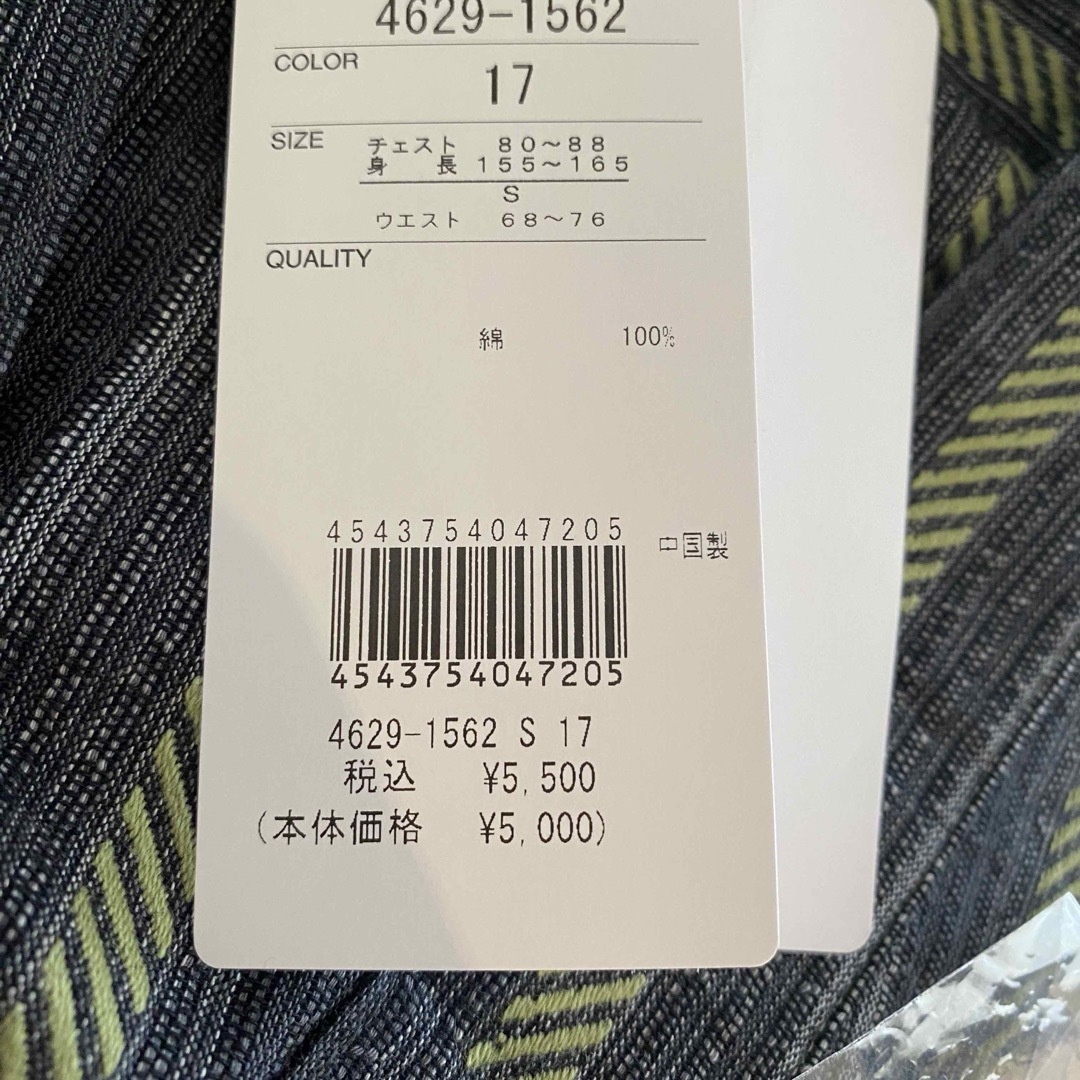 4629-1562
COLOR
17
SIZE
チェスト 80~88
身 長 155~165
S
ウエスト 68~76
QUALITY
綿 100%
4543754047205
中国製
4543754047205
4629-1562 S 17
税込 ¥5,500
(本体価格 ¥5,000)